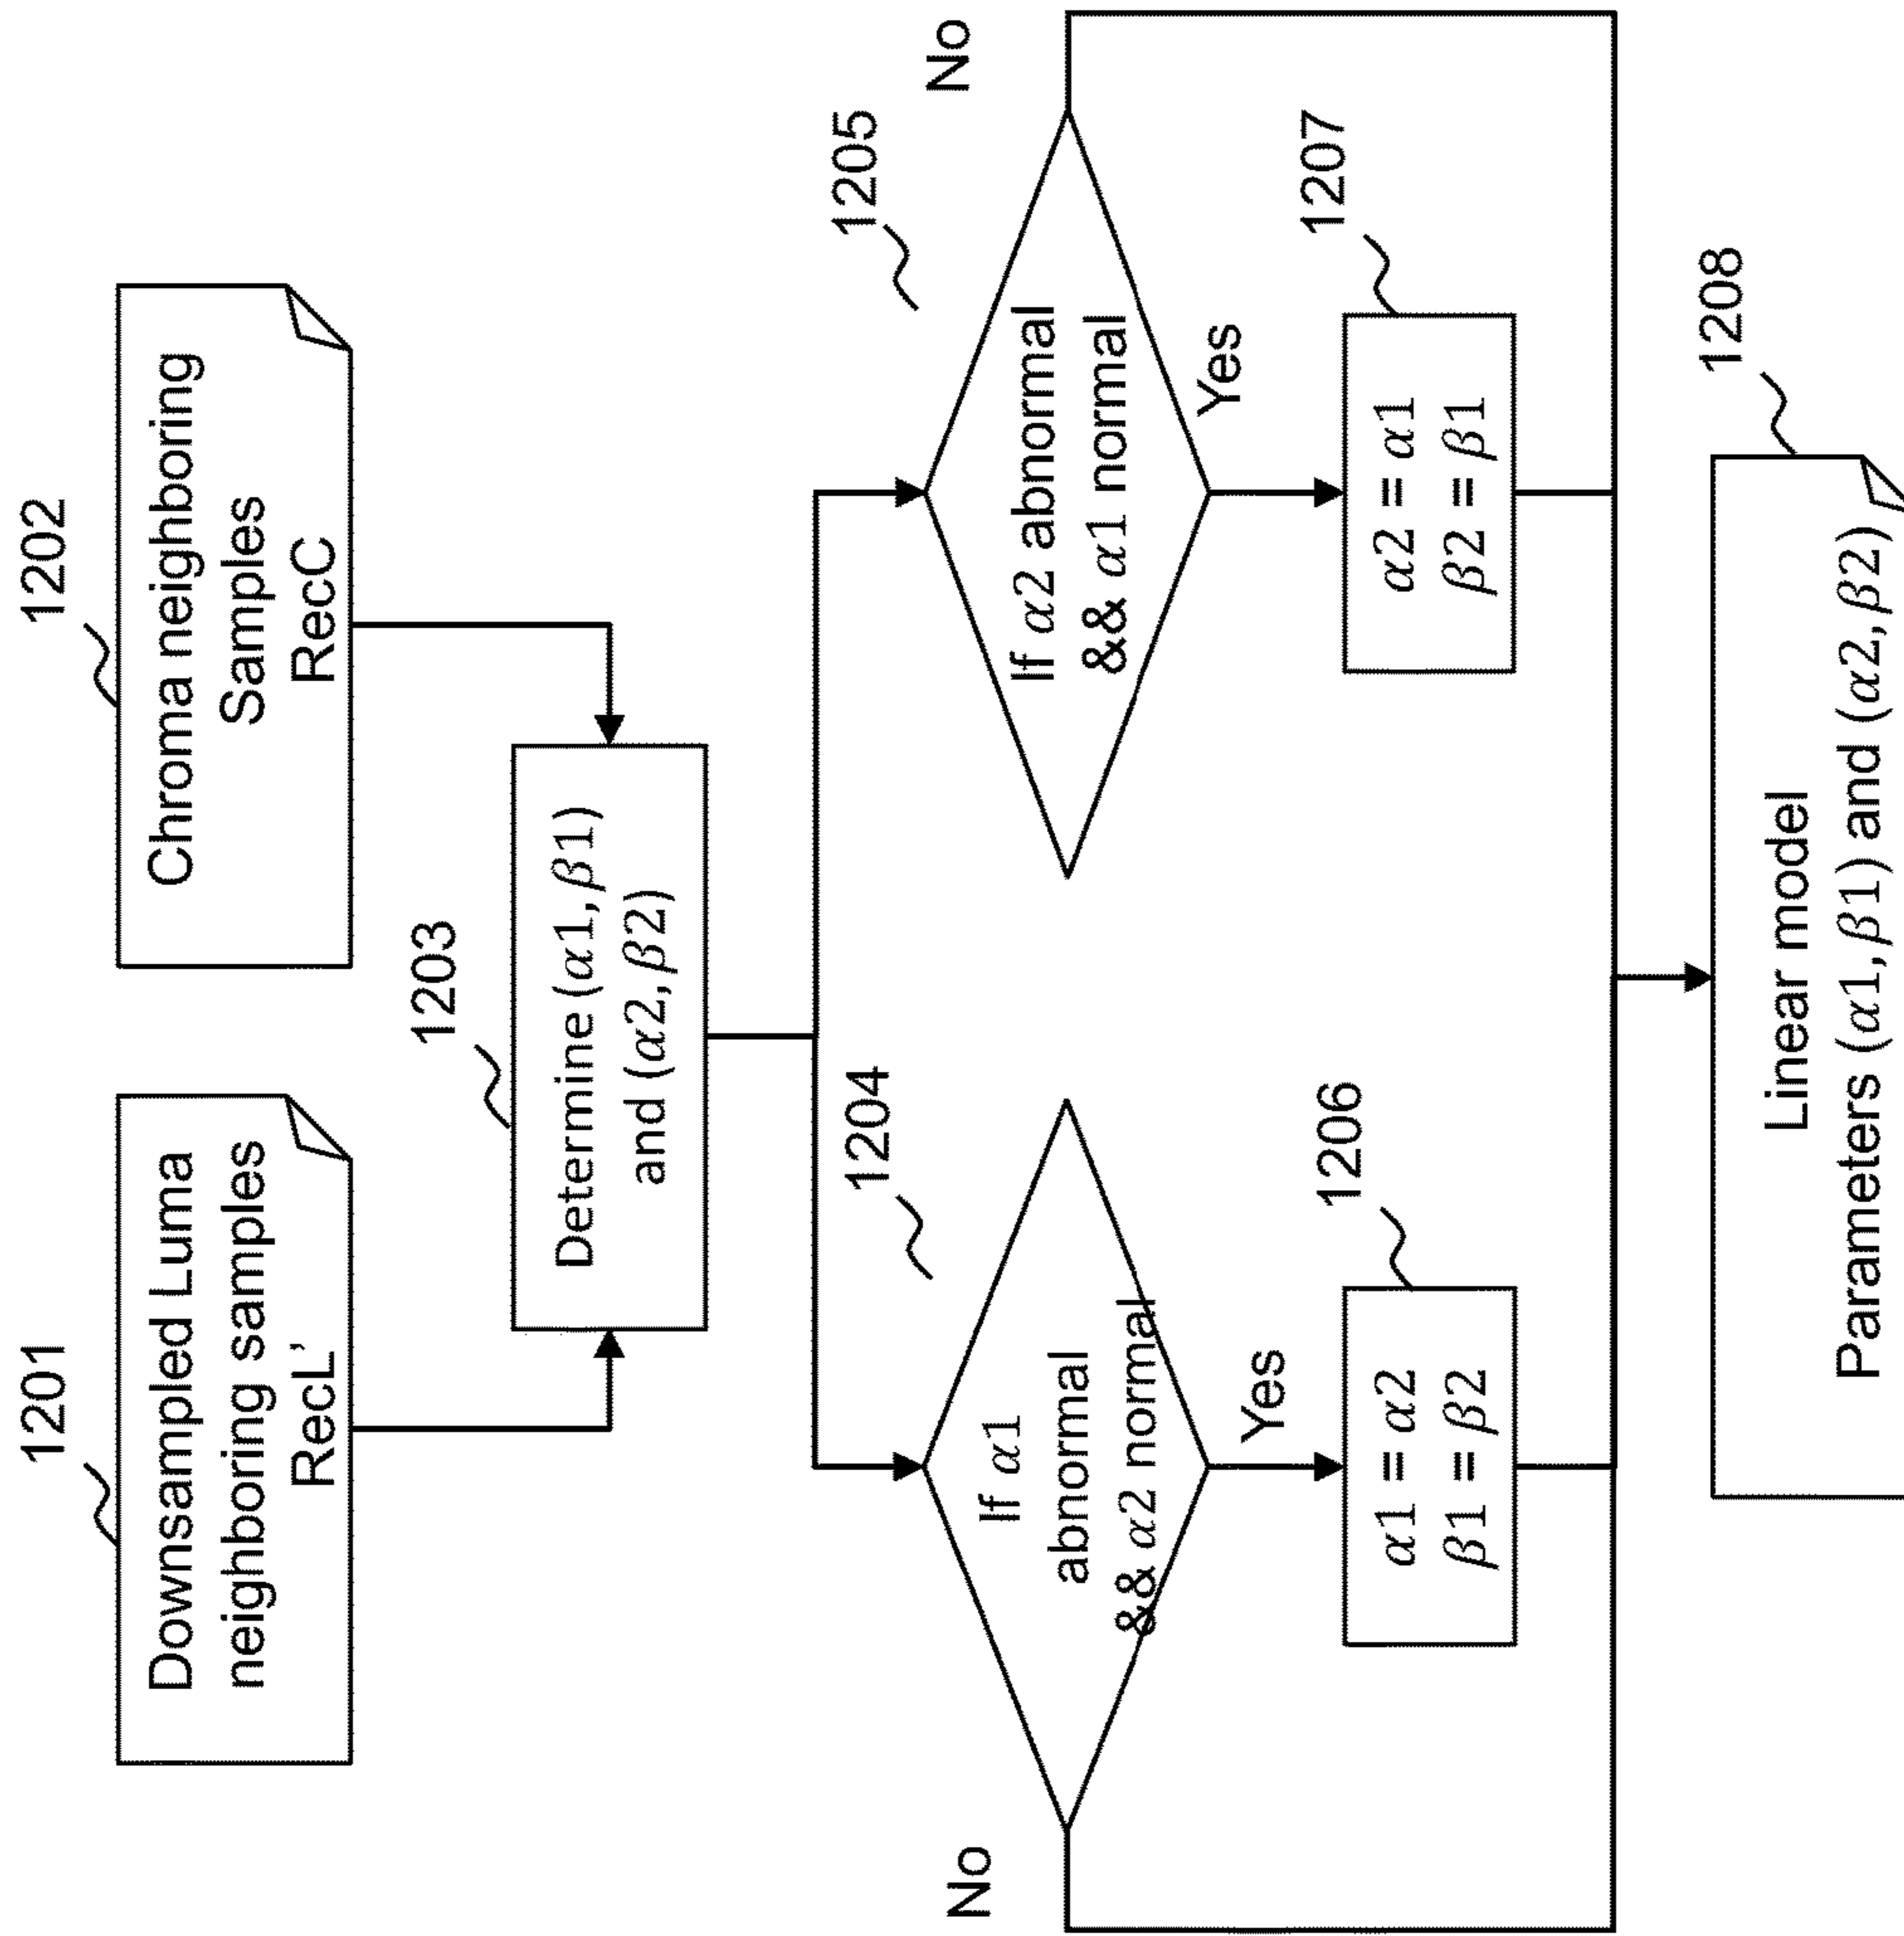 1201
Downsampled Luma
neighboring samples
RecL’
1202
Chroma neighboring
Samples
RecC
1203
Determine (α1, β1)
and (α2, β2)
1204
If α1
abnormal
&& α2 normal
No
Yes
1205
If α2 abnormal
&& α1 normal
No
Yes
1206
α1 = α2
β1 = β2
1207
α2 = α1
β2 = β1
1208
Linear model
Parameters (α1, β1) and (α2, β2)